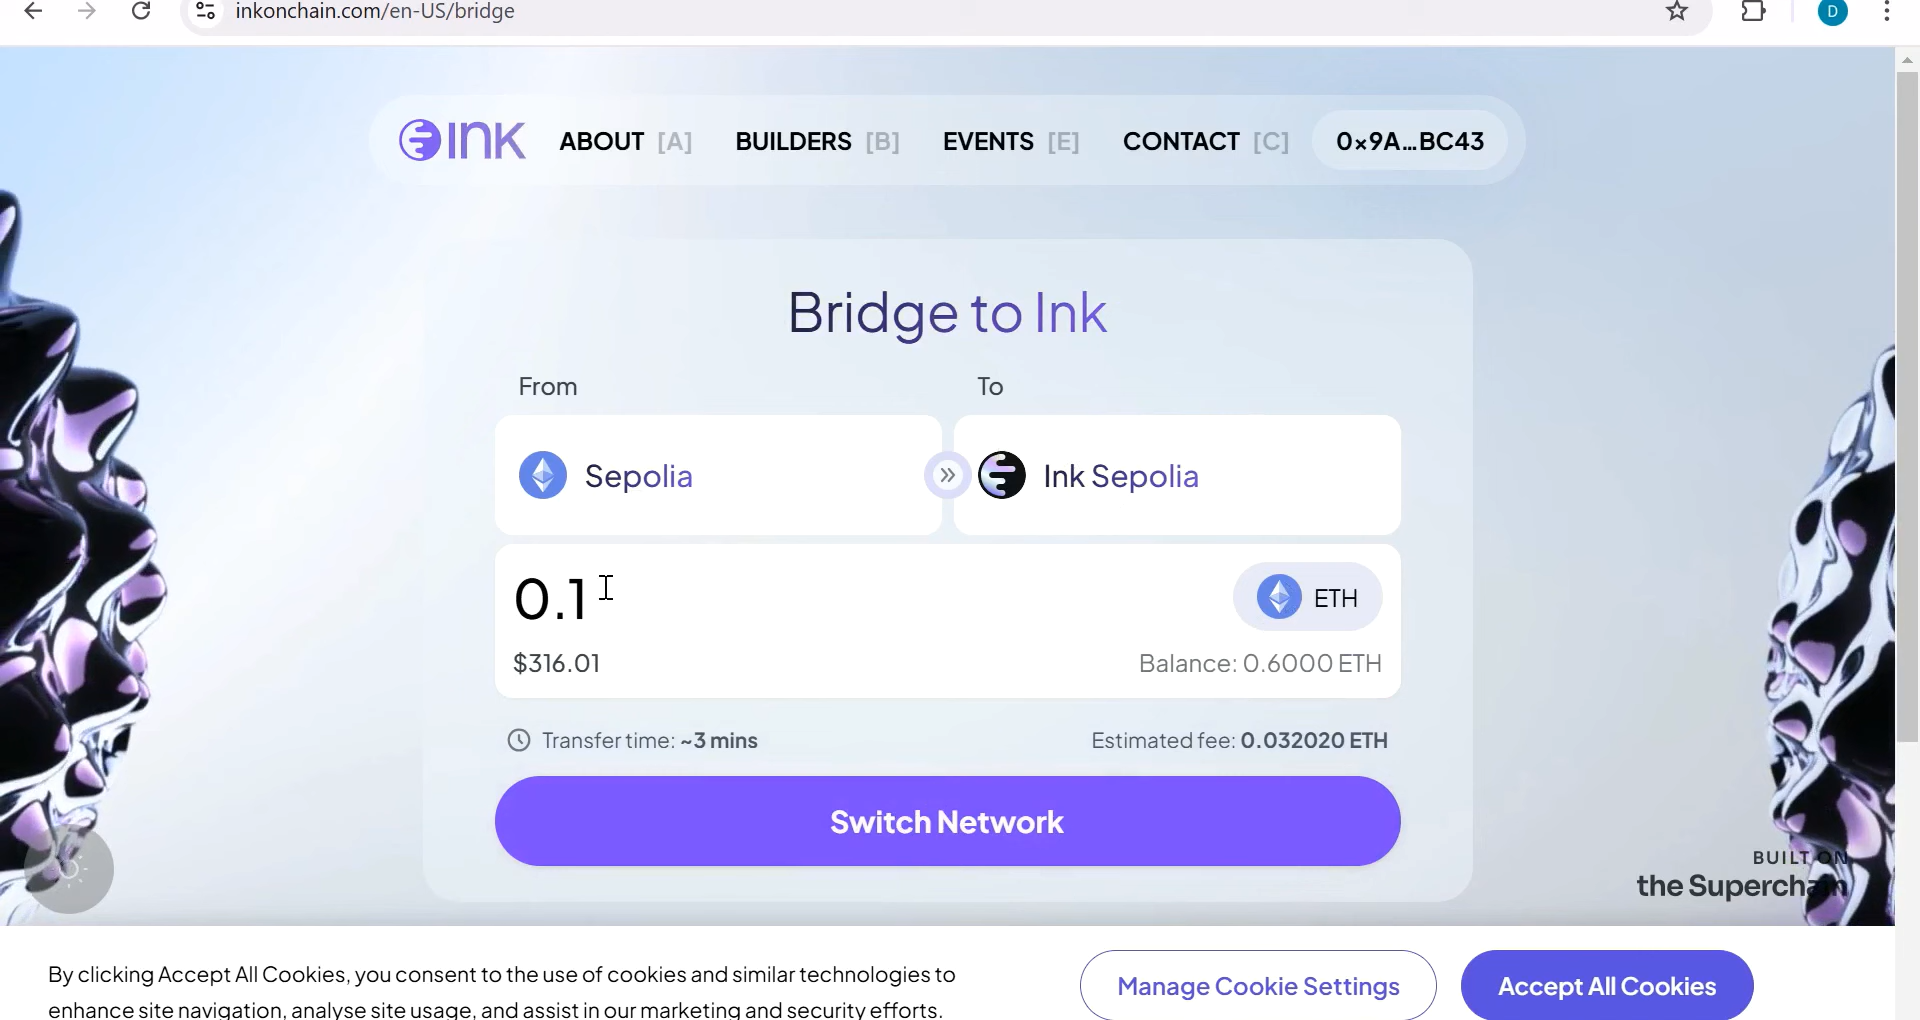 inkonchain.com/en-US/bridge
D
INK
ABOUT [A]
BUILDERS [B]
EVENTS [E]
CONTACT [C]
0×9A...BC43
Bridge to Ink
From
To
Sepolia
Ink Sepolia
0.1
ETH
$316.01
Balance: 0.6000 ETH
Transfer time: ~3 mins
Estimated fee: 0.032020 ETH
Switch Network
BUILT ON
the Superchain
By clicking Accept All Cookies, you consent to the use of cookies and similar technologies to
enhance site navigation, analyse site usage, and assist in our marketing and security efforts.
Manage Cookie Settings
Accept All Cookies